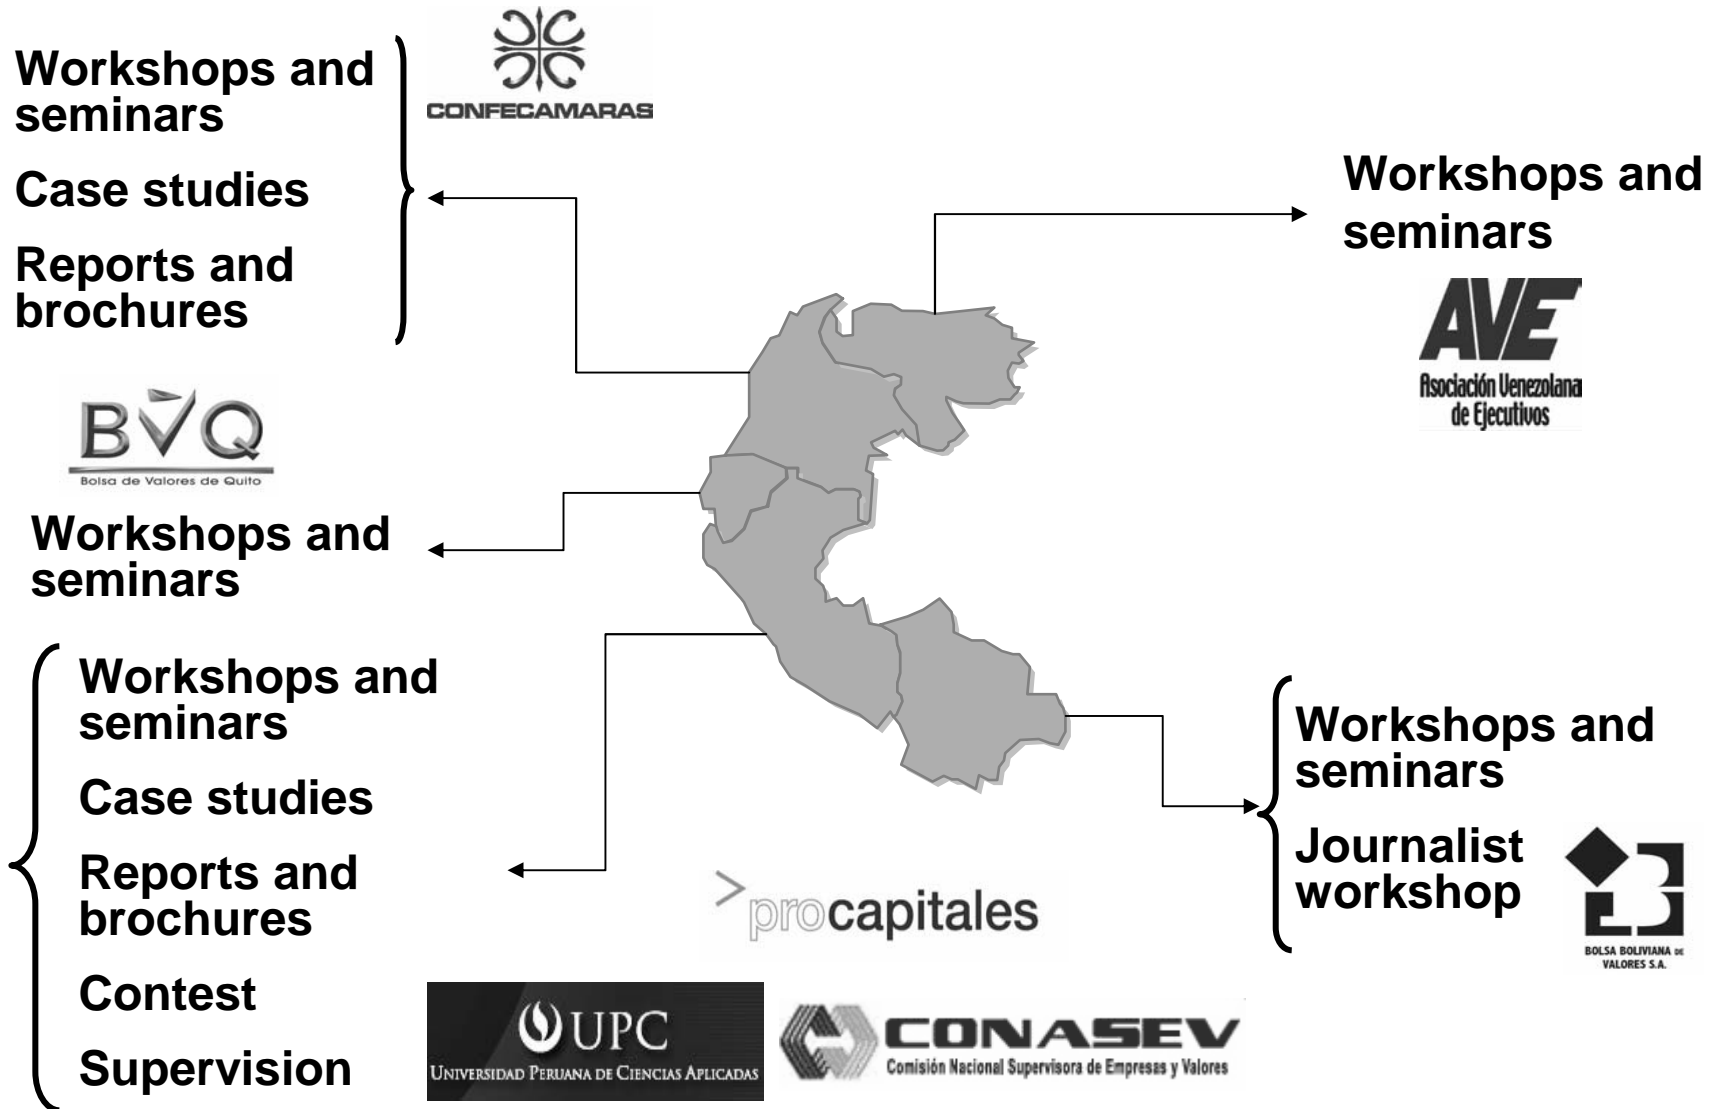 Workshops and
seminars
Case studies
Reports and
brochures
CONFECAMARAS
Workshops and
seminars
AVE
Asociación Venezolana
de Ejecutivos
BVQ
Bolsa de Valores de Quito
Workshops and
seminars
Workshops and
seminars
Case studies
Reports and
brochures
Contest
Supervision
Workshops and
seminars
Journalist
workshop
BOLSA BOLIVIANA DE
VALORES S.A.
>procapitales
UPC
UNIVERSIDAD PERUANA DE CIENCIAS APLICADAS
CONASEV
Comisión Nacional Supervisora de Empresas y Valores